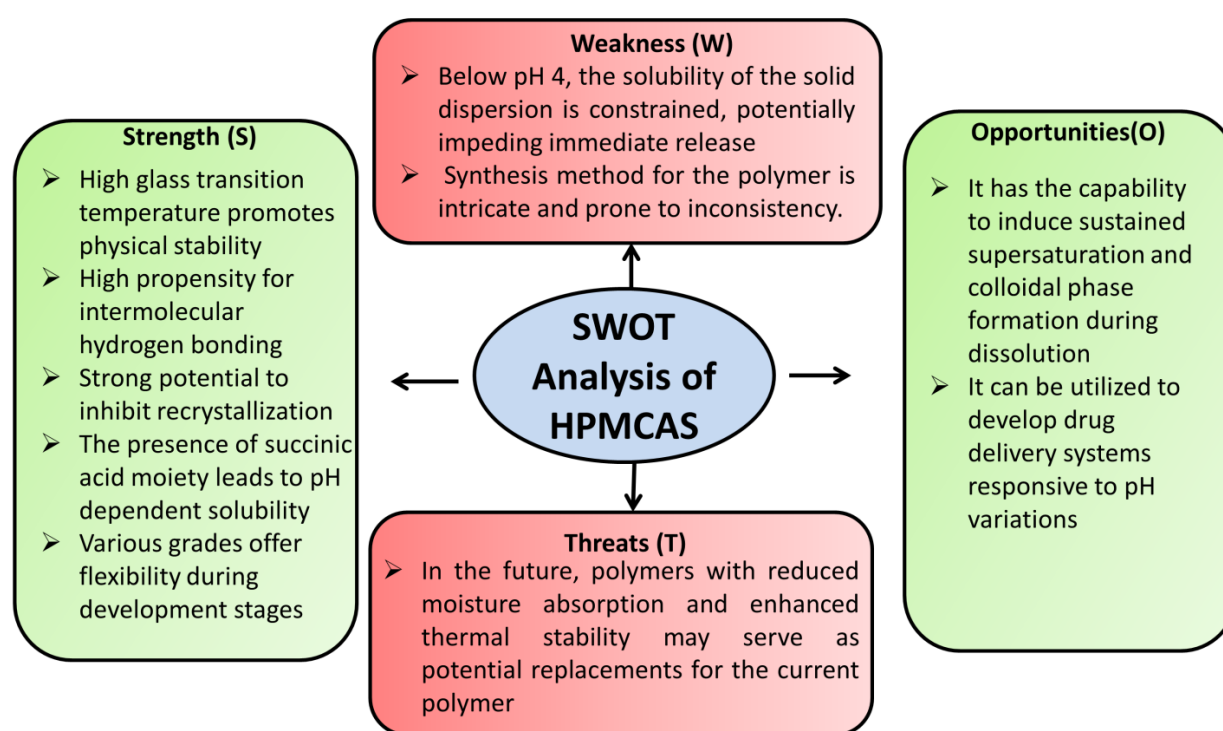 Weakness (W)
➢ Below pH 4, the solubility of the solid
dispersion is constrained, potentially
impeding immediate release
➢ Synthesis method for the polymer is
intricate and prone to inconsistency.
Strength (S)
➢ High glass transition
temperature promotes
physical stability
➢ High propensity for
intermolecular
hydrogen bonding
➢ Strong potential to
inhibit recrystallization
➢ The presence of succinic
acid moiety leads to pH
dependent solubility
➢ Various grades offer
flexibility during
development stages
SWOT
Analysis of
HPMCAS
Opportunities(O)
➢ It has the capability
to induce sustained
supersaturation and
colloidal phase
formation during
dissolution
➢ It can be utilized to
develop drug
delivery systems
responsive to pH
variations
Threats (T)
➢ In the future, polymers with reduced
moisture absorption and enhanced
thermal stability may serve as
potential replacements for the current
polymer